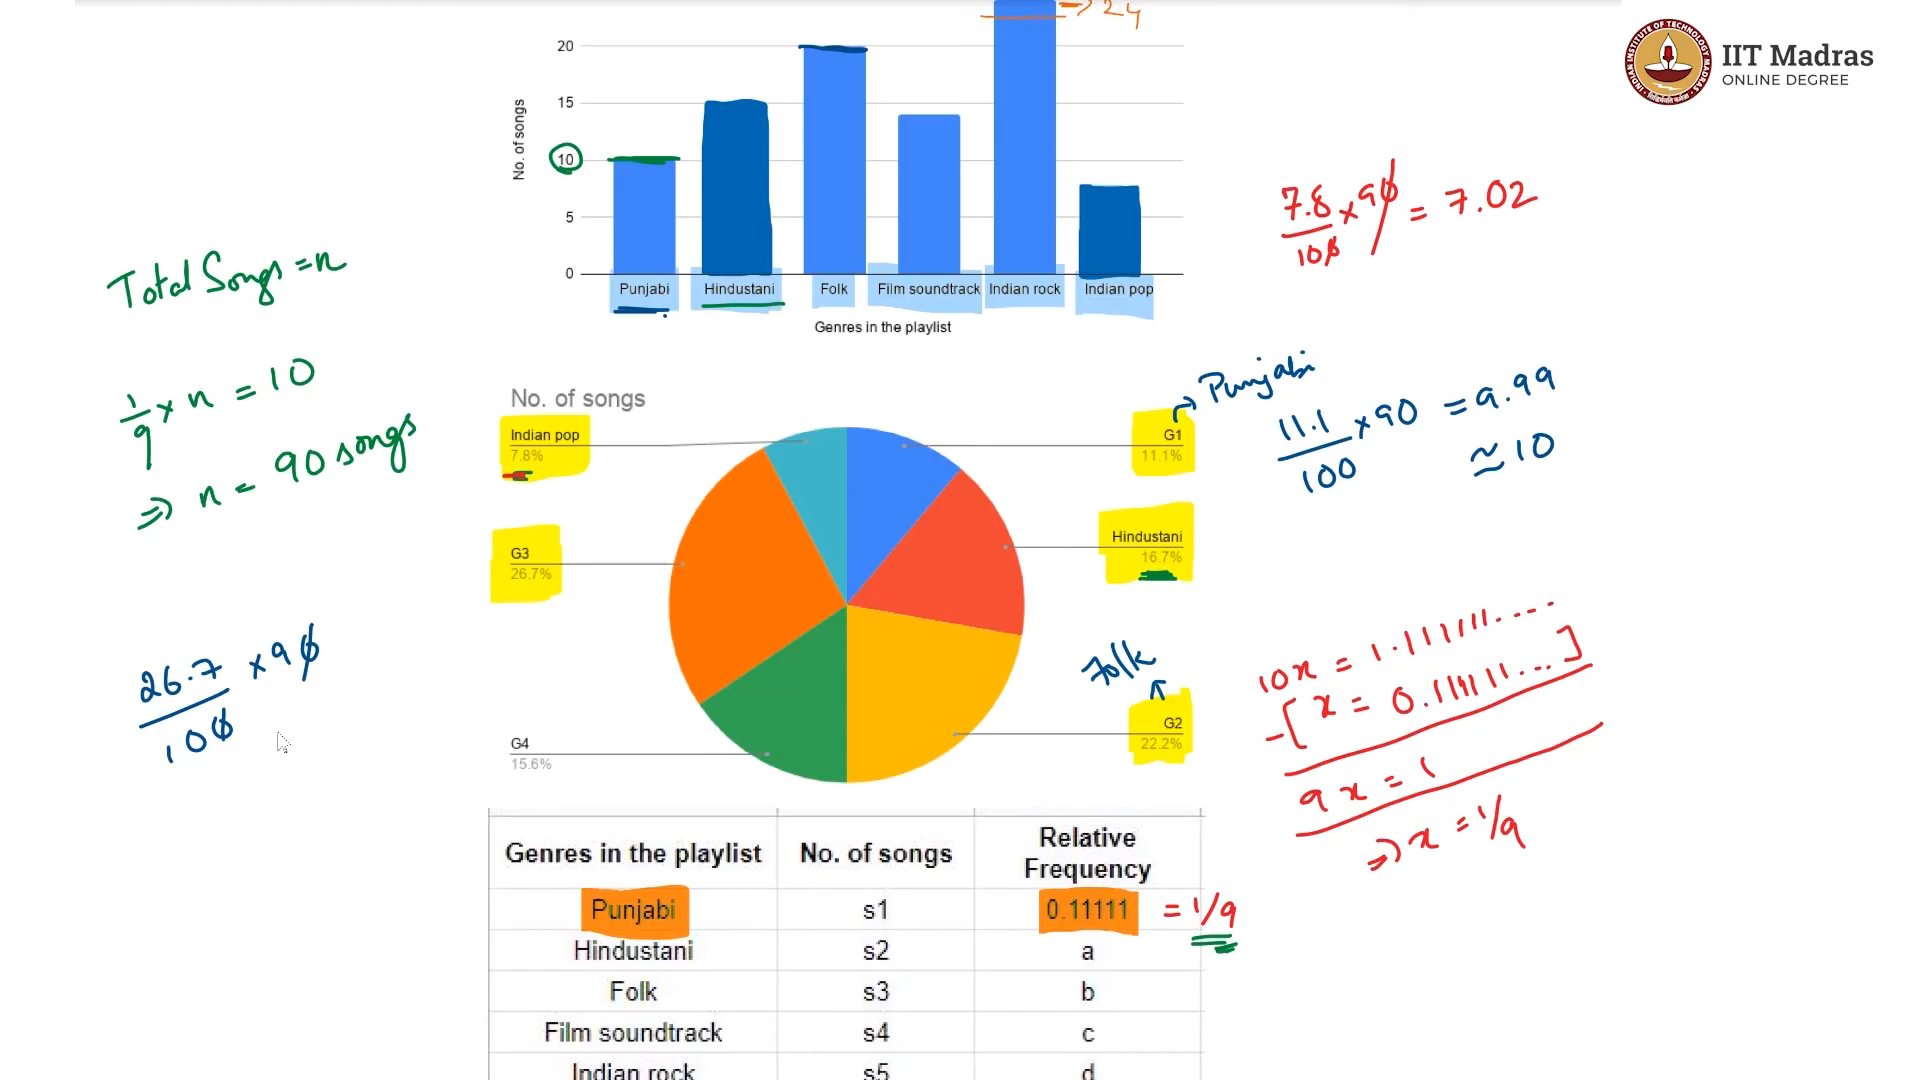 => 24
IIT Madras
ONLINE DEGREE
INDIAN INSTITUTE OF TECHNOLOGY MADRAS
20
15
10
5
0
No. of songs
Punjabi Hindustani Folk Film soundtrack Indian rock Indian pop
Genres in the playlist
Total Songs = n
1/9 × n = 10
=> n = 90 songs
7.8/100 × 90 = 7.02
No. of songs
Indian pop
7.8%
G3
26.7%
G4
15.6%
G1
11.1%
Hindustani
16.7%
G2
22.2%
→ Punjabi
11.1/100 × 90 = 9.99
≈ 10
Folk
26.7/100 × 90
10x = 1.111111....
-[x = 0.111111...]
9x = 1
=> x = 1/9
Genres in the playlist No. of songs Relative Frequency
Punjabi s1 0.11111 = 1/9
Hindustani s2 a
Folk s3 b
Film soundtrack s4 c
Indian rock s5 d